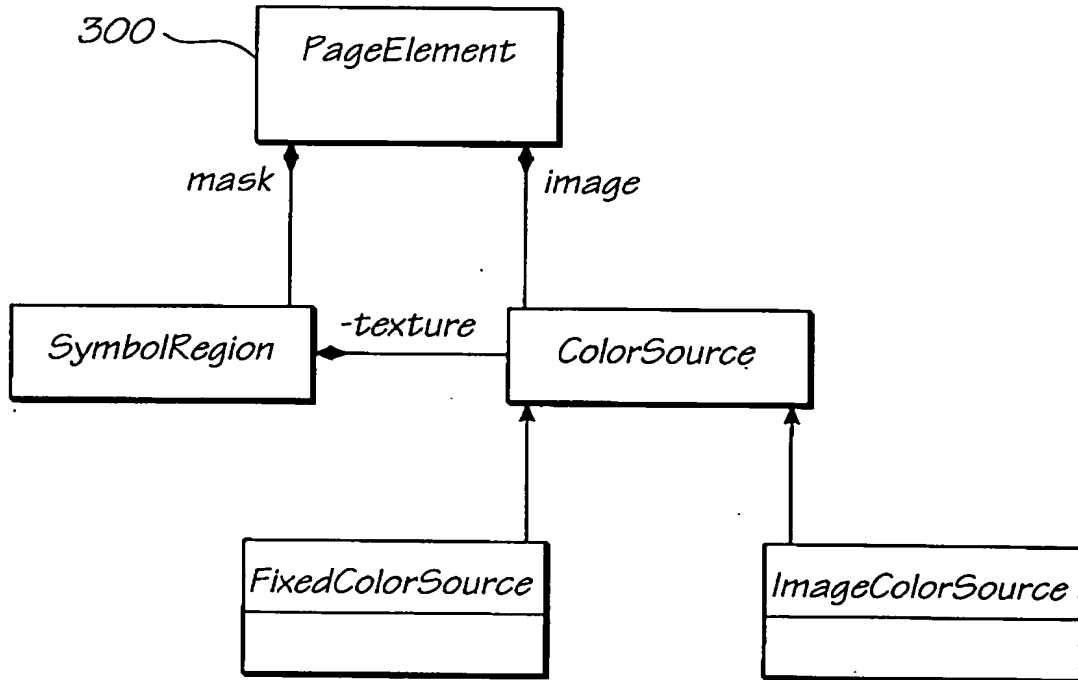 300
PageElement
mask
image
SymbolRegion
-texture
ColorSource
FixedColorSource
ImageColorSource